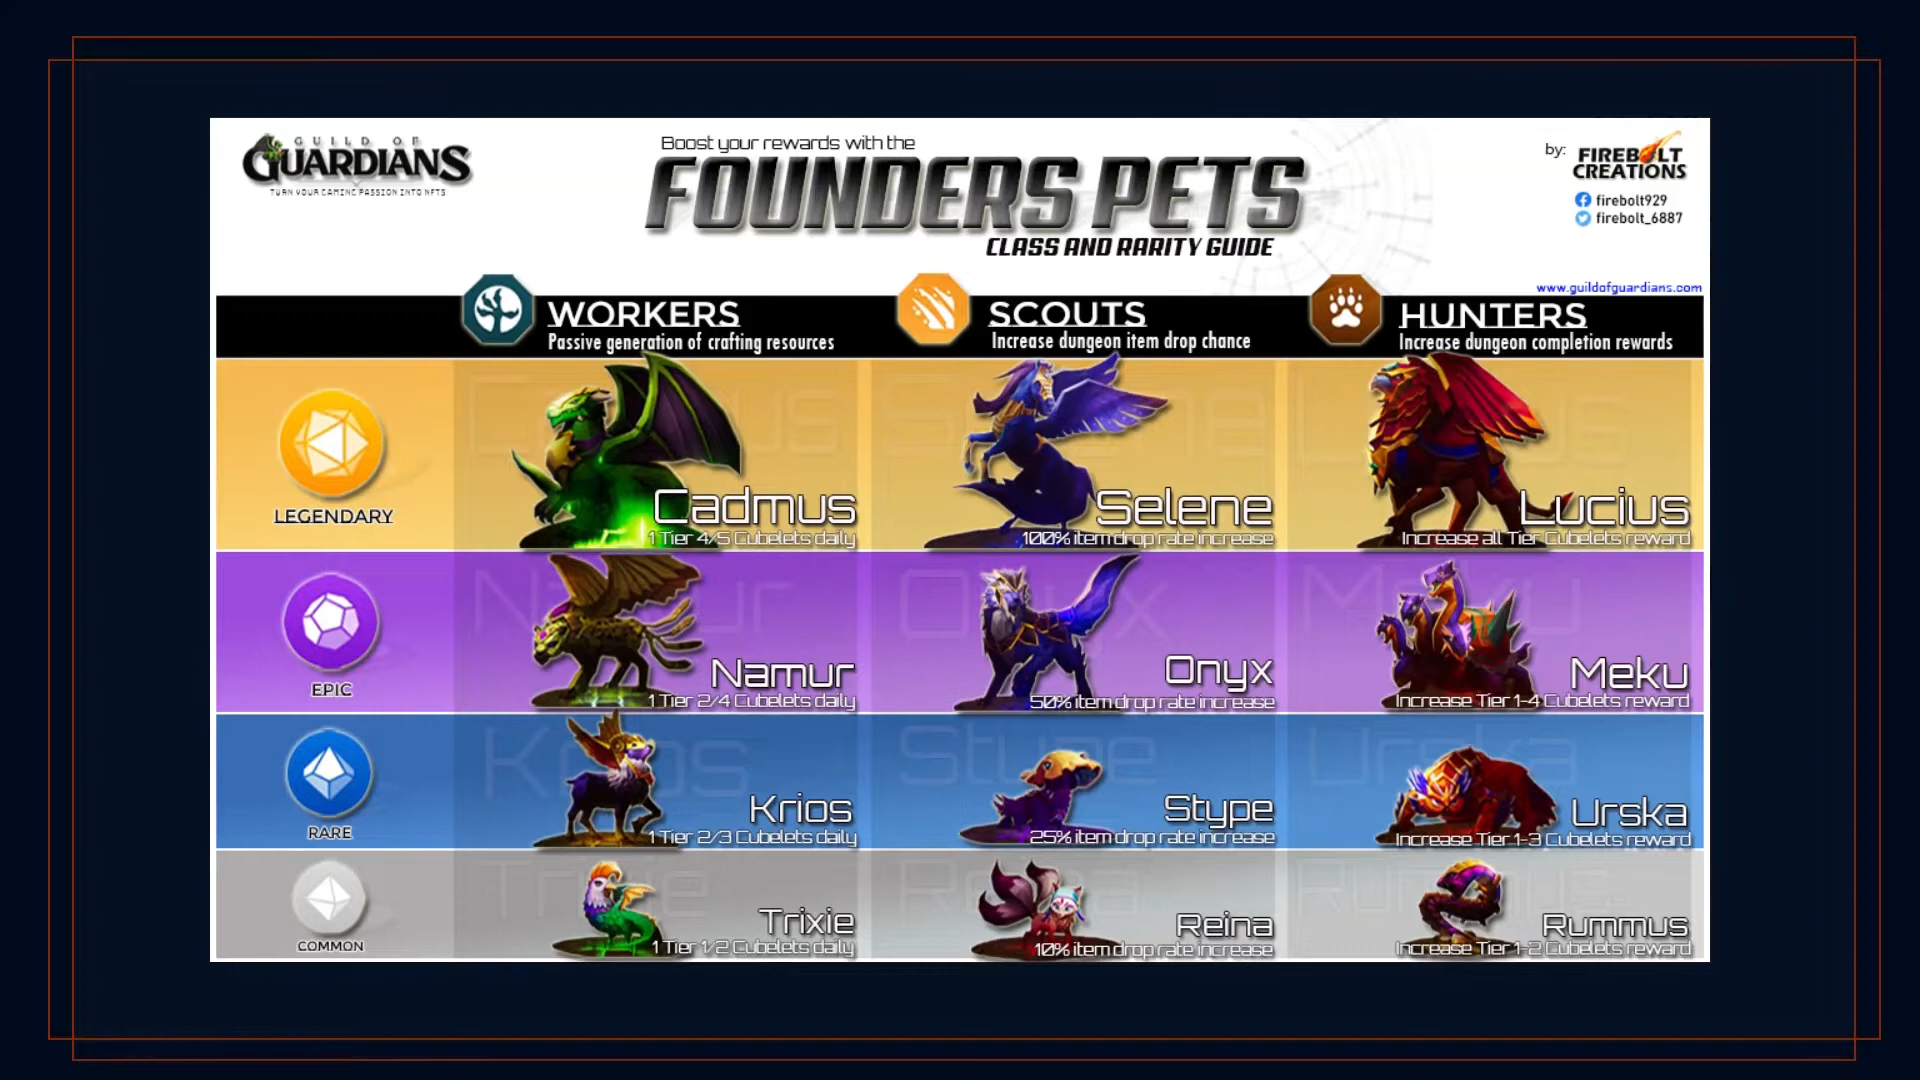 GUILD OF
GUARDIANS
TURN YOUR GAMING PASSION INTO NFTS
Boost your rewards with the
FOUNDERS PETS
CLASS AND RARITY GUIDE
by: FIREBOLT
CREATIONS
firebolt929
firebolt_6887
www.guildofguardians.com
WORKERS
Passive generation of crafting resources
SCOUTS
Increase dungeon item drop chance
HUNTERS
Increase dungeon completion rewards
LEGENDARY
Cadmus
1 Tier 4/5 Cubelets daily
Selene
100% item drop rate increase
Lucius
Increase all Tier Cubelets reward
EPIC
Namur
1 Tier 2/4 Cubelets daily
Onyx
50% item drop rate increase
Meku
Increase Tier 1-4 Cubelets reward
RARE
Krios
1 Tier 2/3 Cubelets daily
Stype
25% item drop rate increase
Urska
Increase Tier 1-3 Cubelets reward
COMMON
Trixie
1 Tier 1/2 Cubelets daily
Reina
10% item drop rate increase
Rummus
Increase Tier 1-2 Cubelets reward